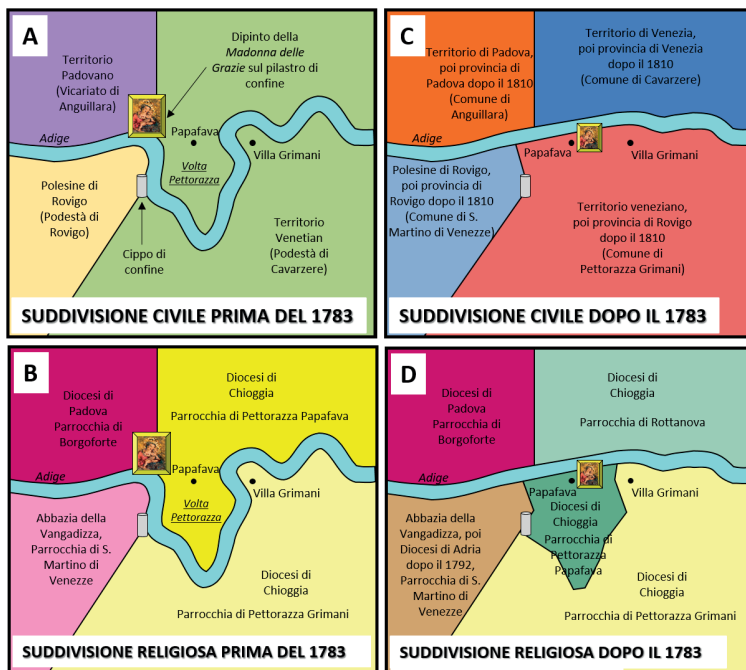 A
Territorio
Padovano
(Vicariato di
Anguillara)
Dipinto della
Madonna delle
Grazie sul pilastro di
confine
Adige
Papafava
Villa Grimani
Volta
Pettorazza
Polesine di
Rovigo
(Podestà di
Rovigo)
Cippo di
confine
Territorio
Venetian
(Podestà di
Cavarzere)
SUDDIVISIONE CIVILE PRIMA DEL 1783
C
Territorio di Padova,
poi provincia di
Padova dopo il 1810
(Comune di
Anguillara)
Territorio di Venezia,
poi provincia di Venezia
dopo il 1810
(Comune di Cavarzere)
Adige
Papafava
Villa Grimani
Polesine di Rovigo,
poi provincia di
Rovigo dopo il 1810
(Comune di S.
Martino di Venezze)
Territorio veneziano,
poi provincia di Rovigo
dopo il 1810
(Comune di
Pettorazza Grimani)
SUDDIVISIONE CIVILE DOPO IL 1783
B
Diocesi di
Padova
Parrocchia di
Borgoforte
Diocesi di
Chioggia
Parrocchia di Pettorazza Papafava
Adige
Papafava
Villa Grimani
Volta
Pettorazza
Abbazia della
Vangadizza,
Parrocchia di S.
Martino di
Venezze
Diocesi di
Chioggia
Parrocchia di Pettorazza Grimani
SUDDIVISIONE RELIGIOSA PRIMA DEL 1783
D
Diocesi di
Padova
Parrocchia di
Borgoforte
Diocesi di
Chioggia
Parrocchia di Rottanova
Adige
Papafava
Villa Grimani
Diocesi di
Chioggia
Parrocchia di
Pettorazza
Papafava
Abbazia della
Vangadizza, poi
Diocesi di Adria
dopo il 1792,
Parrocchia di S.
Martino di
Venezze
Diocesi di
Chioggia
Parrocchia di Pettorazza Grimani
SUDDIVISIONE RELIGIOSA DOPO IL 1783